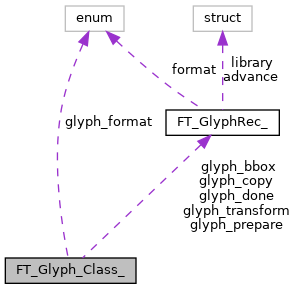 enum
struct
format
library
advance
glyph_format
FT_GlyphRec_
glyph_bbox
glyph_copy
glyph_done
glyph_transform
glyph_prepare
FT_Glyph_Class_